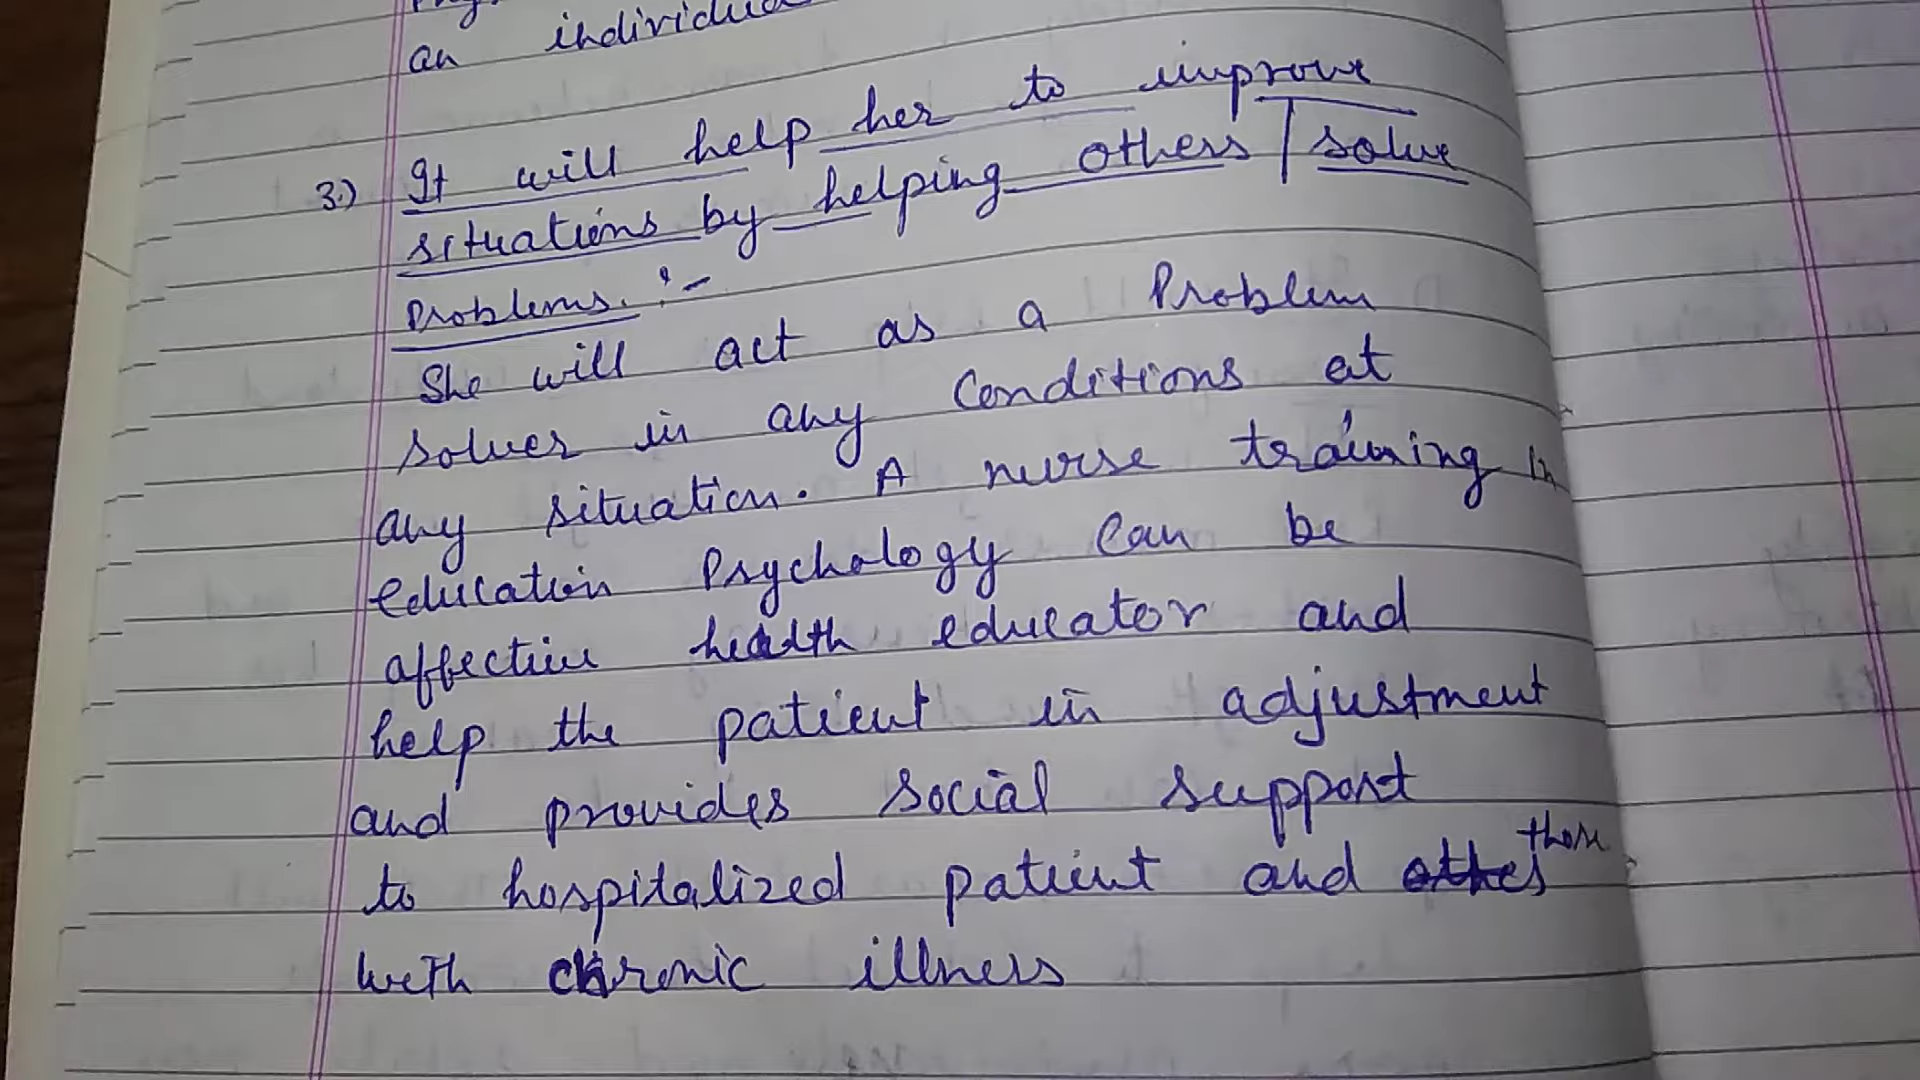 an individual
3.) It will help her to improve
situations by helping others / solve
Problems. :-
She will act as a Problem
solver in any Conditions at
any situation. A nurse training in
education Psychology can be
affective health educator and
help the patient in adjustment
and provides social support
to hospitalized patient and those
with chronic illness